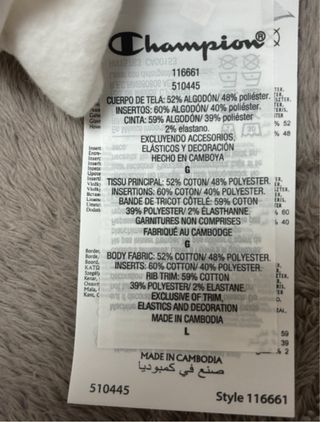 Champion®
116661
510445
CUERPO DE TELA: 52% ALGODÓN/ 48% poliéster.
INSERTOS: 60% ALGODÓN/ 40% poliéster.
CINTA: 59% ALGODÓN/ 39% poliéster
2% elastano.
EXCLUYENDO ACCESORIOS.
ELÁSTICOS Y DECORACIÓN
HECHO EN CAMBOYA
G
TISSU PRINCIPAL: 52% COTON/ 48% POLYESTER.
INSERTIONS: 60% COTON/ 40% POLYESTER.
BANDE DE TRICOT CÔTELÉ: 59% COTON
39% POLYESTER/ 2% ELASTHANNE.
GARNITURES NON COMPRISES
FABRIQUÉ AU CAMBODGE
G
BODY FABRIC: 52% COTTON/ 48% POLYESTER.
INSERTS: 60% COTTON/ 40% POLYESTER.
RIB TRIM: 59% COTTON
39% POLYESTER/ 2% ELASTANE.
EXCLUSIVE OF TRIM,
ELASTICS AND DECORATION
MADE IN CAMBODIA
L
MADE IN CAMBODIA
صنع في كمبوديا
510445 Style 116661